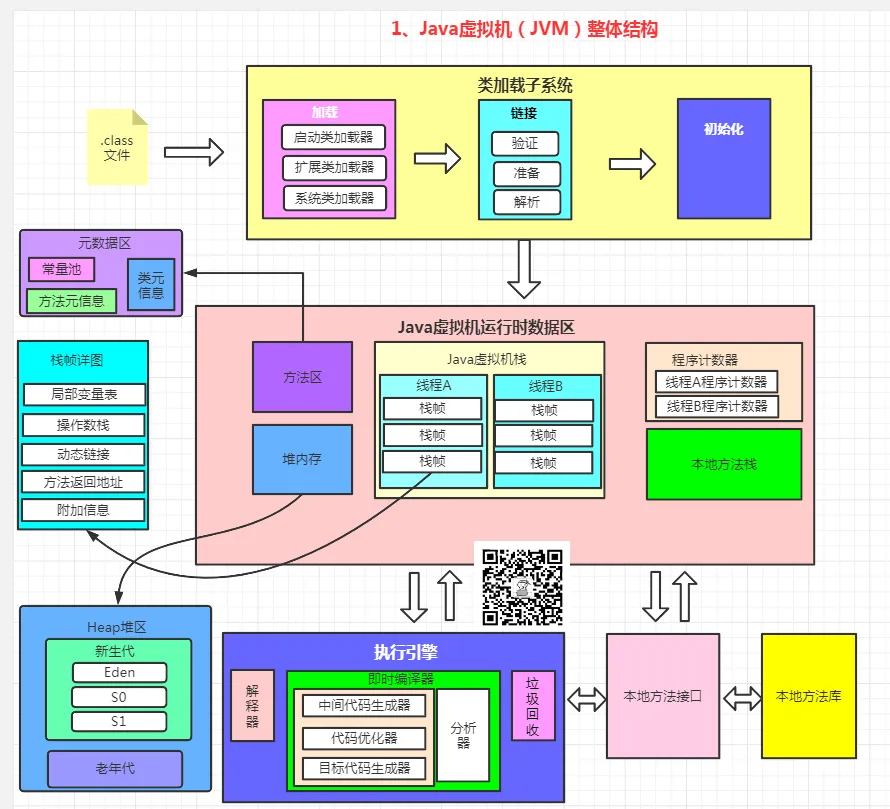 1、Java虚拟机（JVM）整体结构
类加载子系统
.class
文件
加载
启动类加载器
扩展类加载器
系统类加载器
链接
验证
准备
解析
初始化
元数据区
常量池
方法元信息
类元
信息
栈帧详图
局部变量表
操作数栈
动态链接
方法返回地址
附加信息
Java虚拟机运行时数据区
方法区
堆内存
Java虚拟机栈
线程A
栈帧
栈帧
栈帧
线程B
栈帧
栈帧
栈帧
程序计数器
线程A程序计数器
线程B程序计数器
本地方法栈
Heap堆区
新生代
Eden
S0
S1
老年代
执行引擎
解
释
器
即时编译器
中间代码生成器
代码优化器
目标代码生成器
分析
器
垃
圾
回
收
本地方法接口
本地方法库